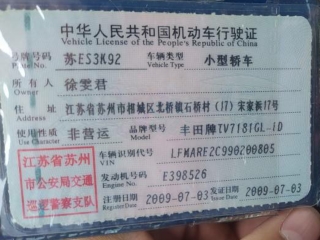 中华人民共和国机动车行驶证
Vehicle License of the People's Republic of China
号牌号码 苏ES3K92 车辆类型 小型轿车
Plate No. Vehicle Type
所有人 徐雯君
Owner
住址 江苏省苏州市相城区北桥镇石桥村(17)宋家浜17号
Address
使用性质 非营运 品牌型号 丰田牌TV7181GL-iD
Use Character
车辆识别代号 LFMARE2C990200805
VIN
发动机号码 E398526
Engine No.
注册日期 2009-07-03 发证日期 2009-07-03
Register Date Issue Date
江苏省苏州
市公安局交通
巡逻警察支队